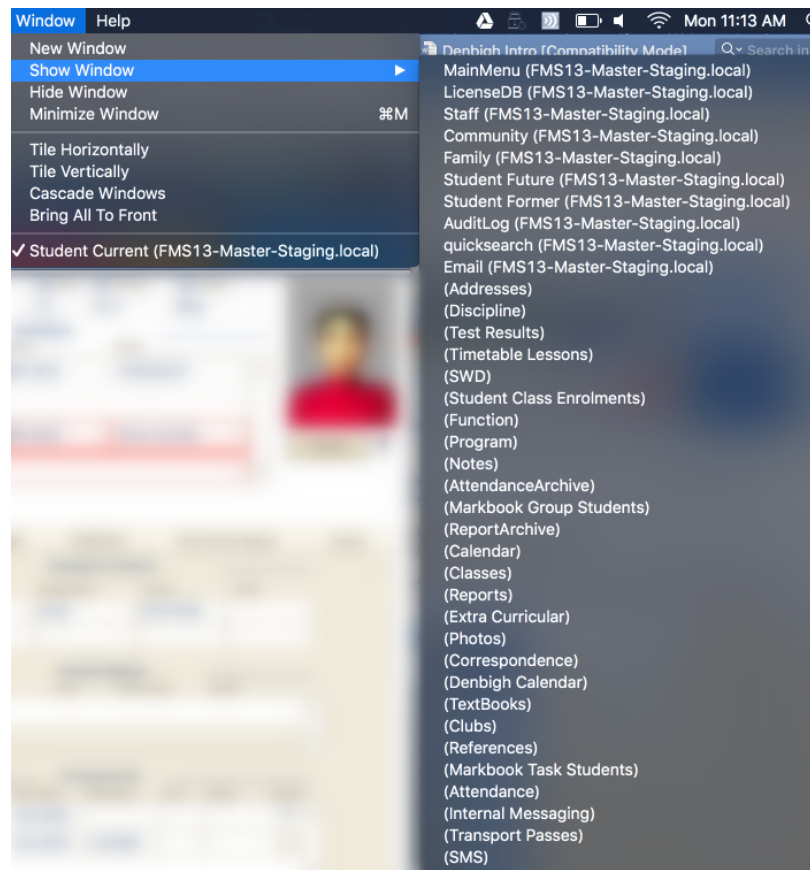 Window Help Mon 11:13 AM
New Window
Denbigh Intro [Compatibility Mode] Search in
Show Window
Hide Window
Minimize Window ⌘M
Tile Horizontally
Tile Vertically
Cascade Windows
Bring All To Front
✓ Student Current (FMS13-Master-Staging.local)
MainMenu (FMS13-Master-Staging.local)
LicenseDB (FMS13-Master-Staging.local)
Staff (FMS13-Master-Staging.local)
Community (FMS13-Master-Staging.local)
Family (FMS13-Master-Staging.local)
Student Future (FMS13-Master-Staging.local)
Student Former (FMS13-Master-Staging.local)
AuditLog (FMS13-Master-Staging.local)
quicksearch (FMS13-Master-Staging.local)
Email (FMS13-Master-Staging.local)
(Addresses)
(Discipline)
(Test Results)
(Timetable Lessons)
(SWD)
(Student Class Enrolments)
(Function)
(Program)
(Notes)
(AttendanceArchive)
(Markbook Group Students)
(ReportArchive)
(Calendar)
(Classes)
(Reports)
(Extra Curricular)
(Photos)
(Correspondence)
(Denbigh Calendar)
(TextBooks)
(Clubs)
(References)
(Markbook Task Students)
(Attendance)
(Internal Messaging)
(Transport Passes)
(SMS)